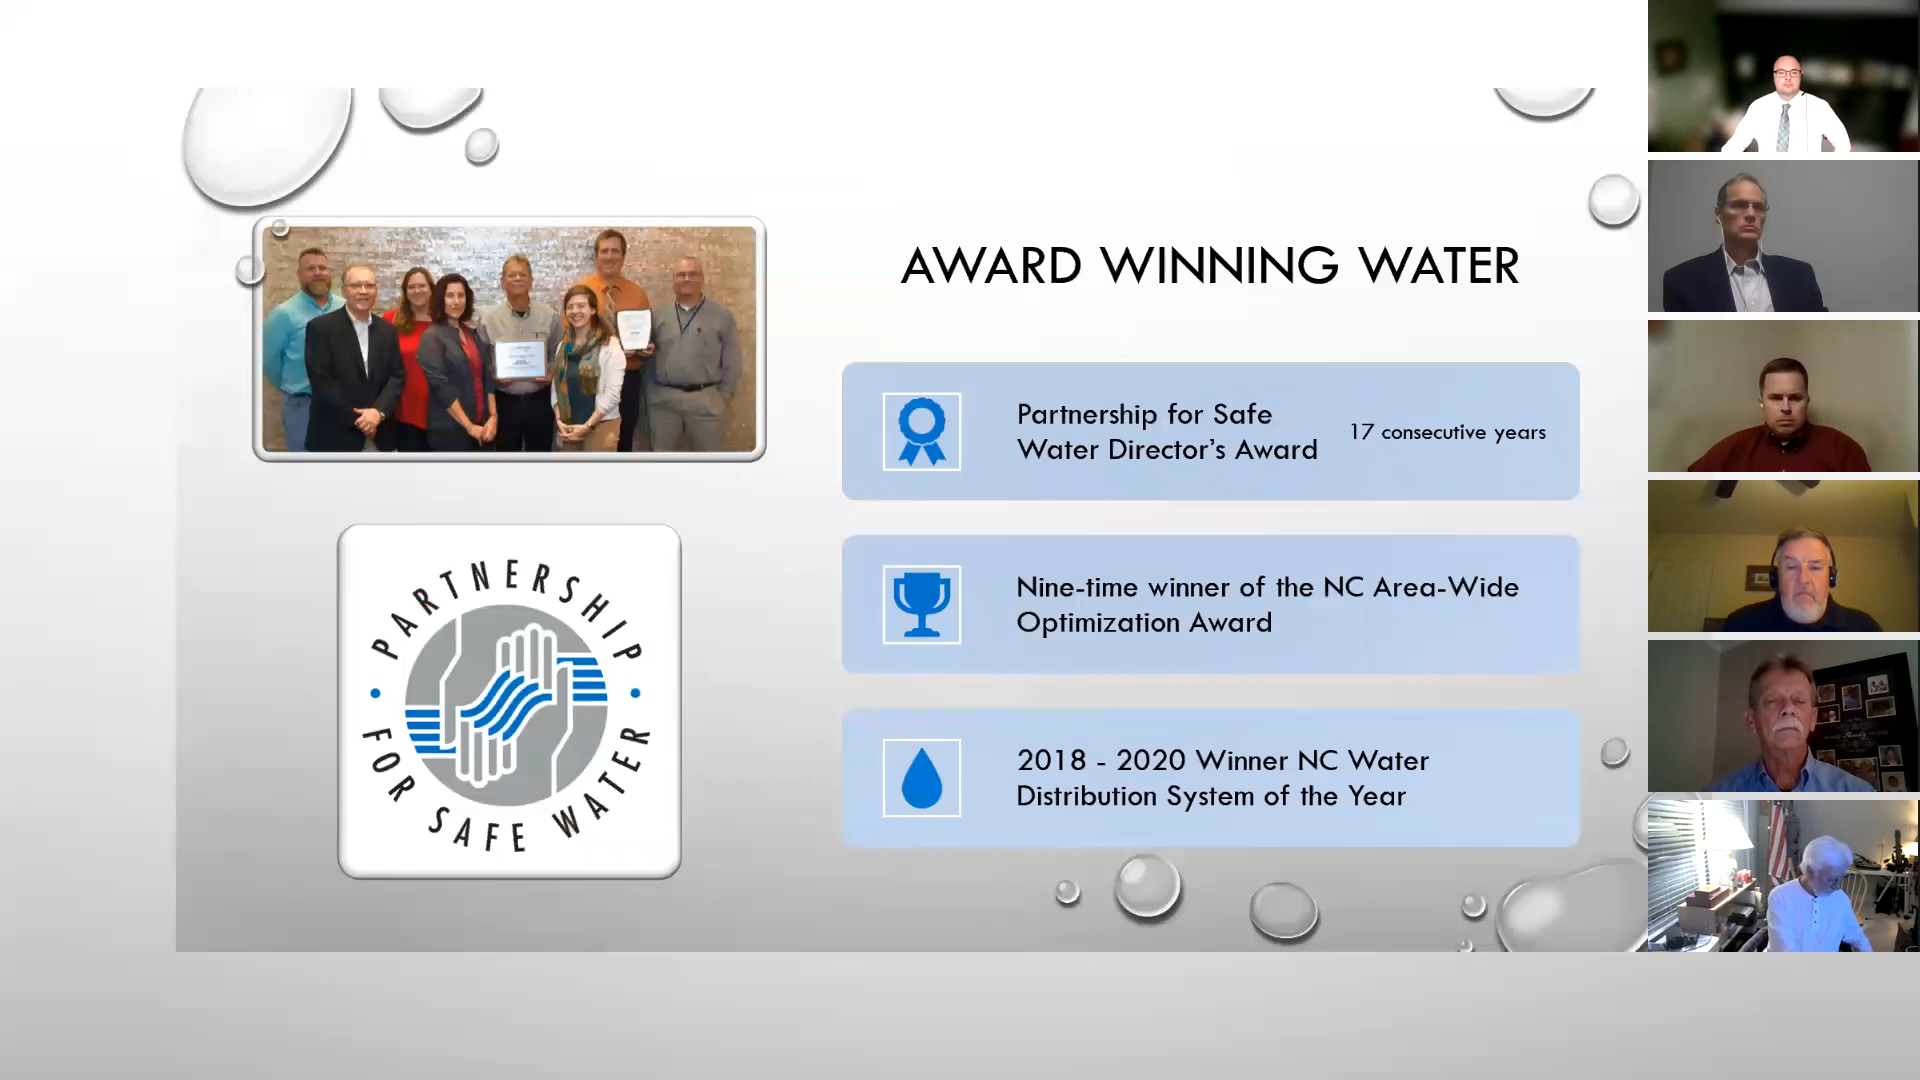 AWARD WINNING WATER
Partnership for Safe
Water Director's Award
17 consecutive years
Nine-time winner of the NC Area-Wide
Optimization Award
2018 - 2020 Winner NC Water
Distribution System of the Year
PARTNERSHIP
FOR SAFE WATER